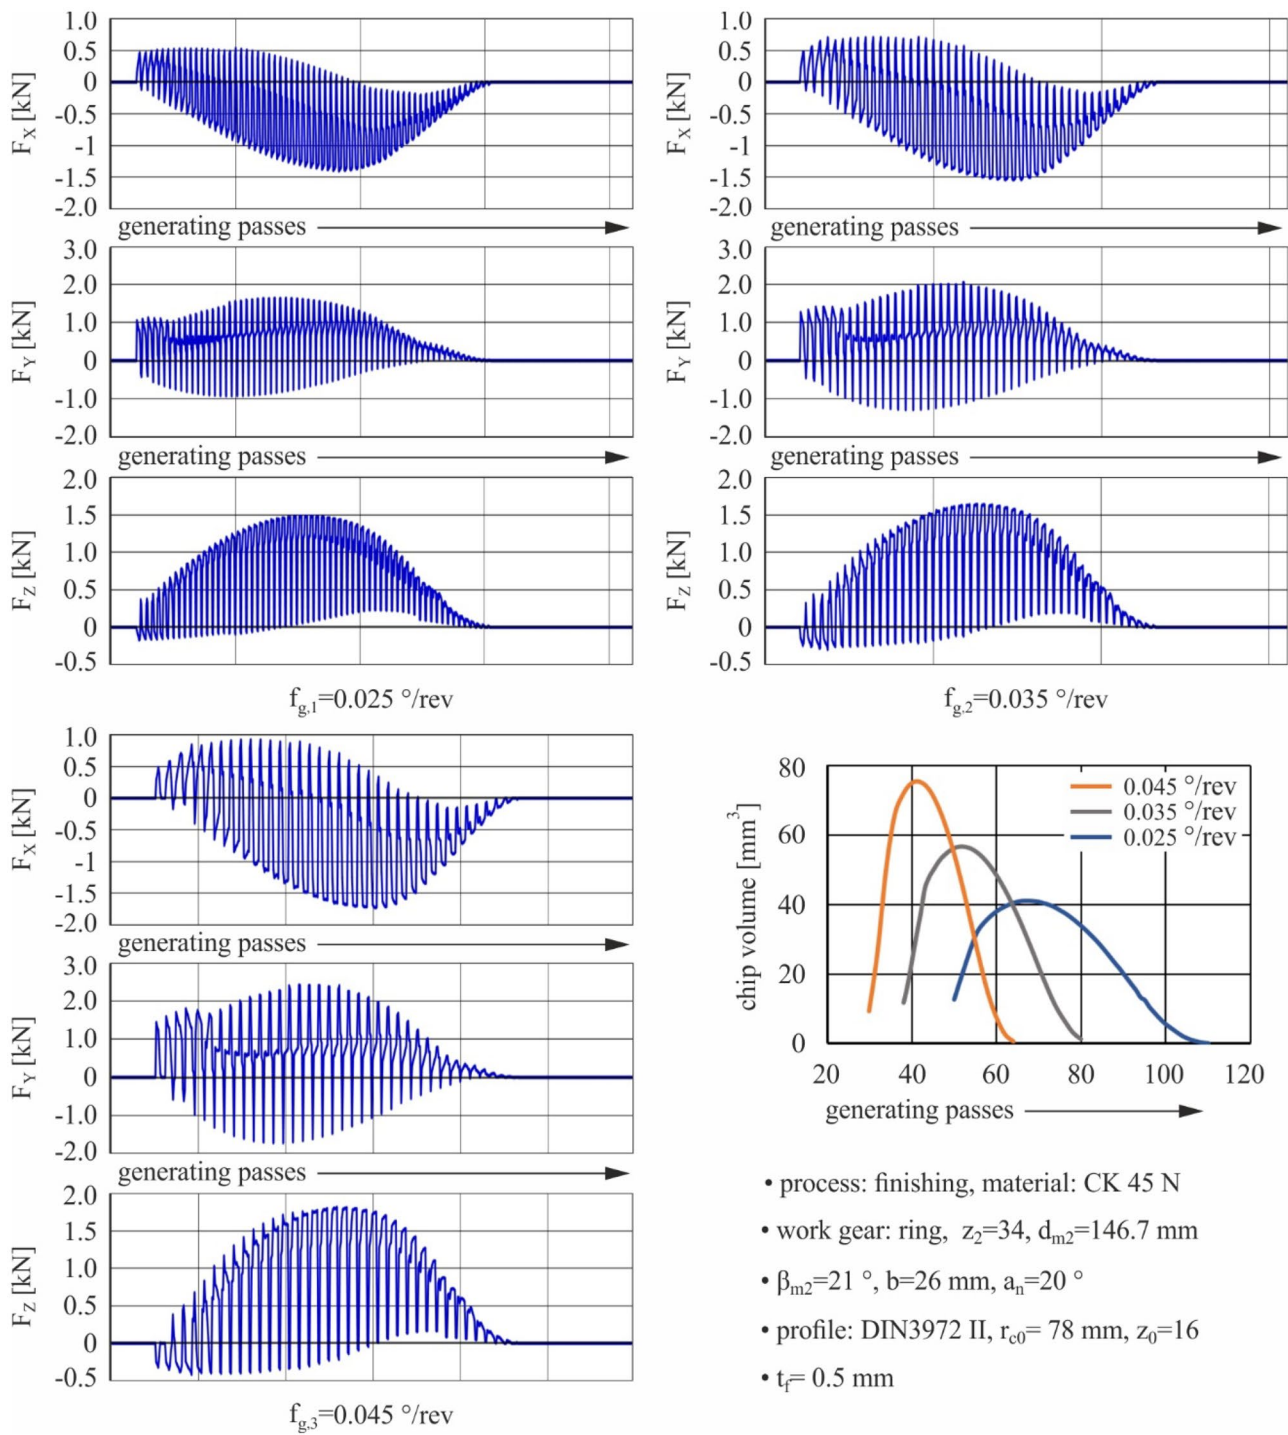 1.0
0.5
0
-0.5
-1
-1.5
-2.0
F_X [kN]
generating passes
3.0
2.0
1.0
0
-1.0
-2.0
F_Y [kN]
generating passes
2.0
1.5
1.0
0.5
0
-0.5
F_Z [kN]
f_g,1=0.025 °/rev
1.0
0.5
0
-0.5
-1
-1.5
-2.0
F_X [kN]
generating passes
3.0
2.0
1.0
0
-1.0
-2.0
F_Y [kN]
generating passes
2.0
1.5
1.0
0.5
0
-0.5
F_Z [kN]
f_g,2=0.035 °/rev
1.0
0.5
0
-0.5
-1
-1.5
-2.0
F_X [kN]
generating passes
3.0
2.0
1.0
0
-1.0
-2.0
F_Y [kN]
generating passes
2.0
1.5
1.0
0.5
0
-0.5
F_Z [kN]
f_g,3=0.045 °/rev
80
60
40
20
0
chip volume [mm³]
0.045 °/rev
0.035 °/rev
0.025 °/rev
20 40 60 80 100 120
generating passes
• process: finishing, material: CK 45 N
• work gear: ring, z₂=34, d_m2=146.7 mm
• β_m2=21 °, b=26 mm, a_n=20 °
• profile: DIN3972 II, r_c0= 78 mm, z₀=16
• t_f= 0.5 mm